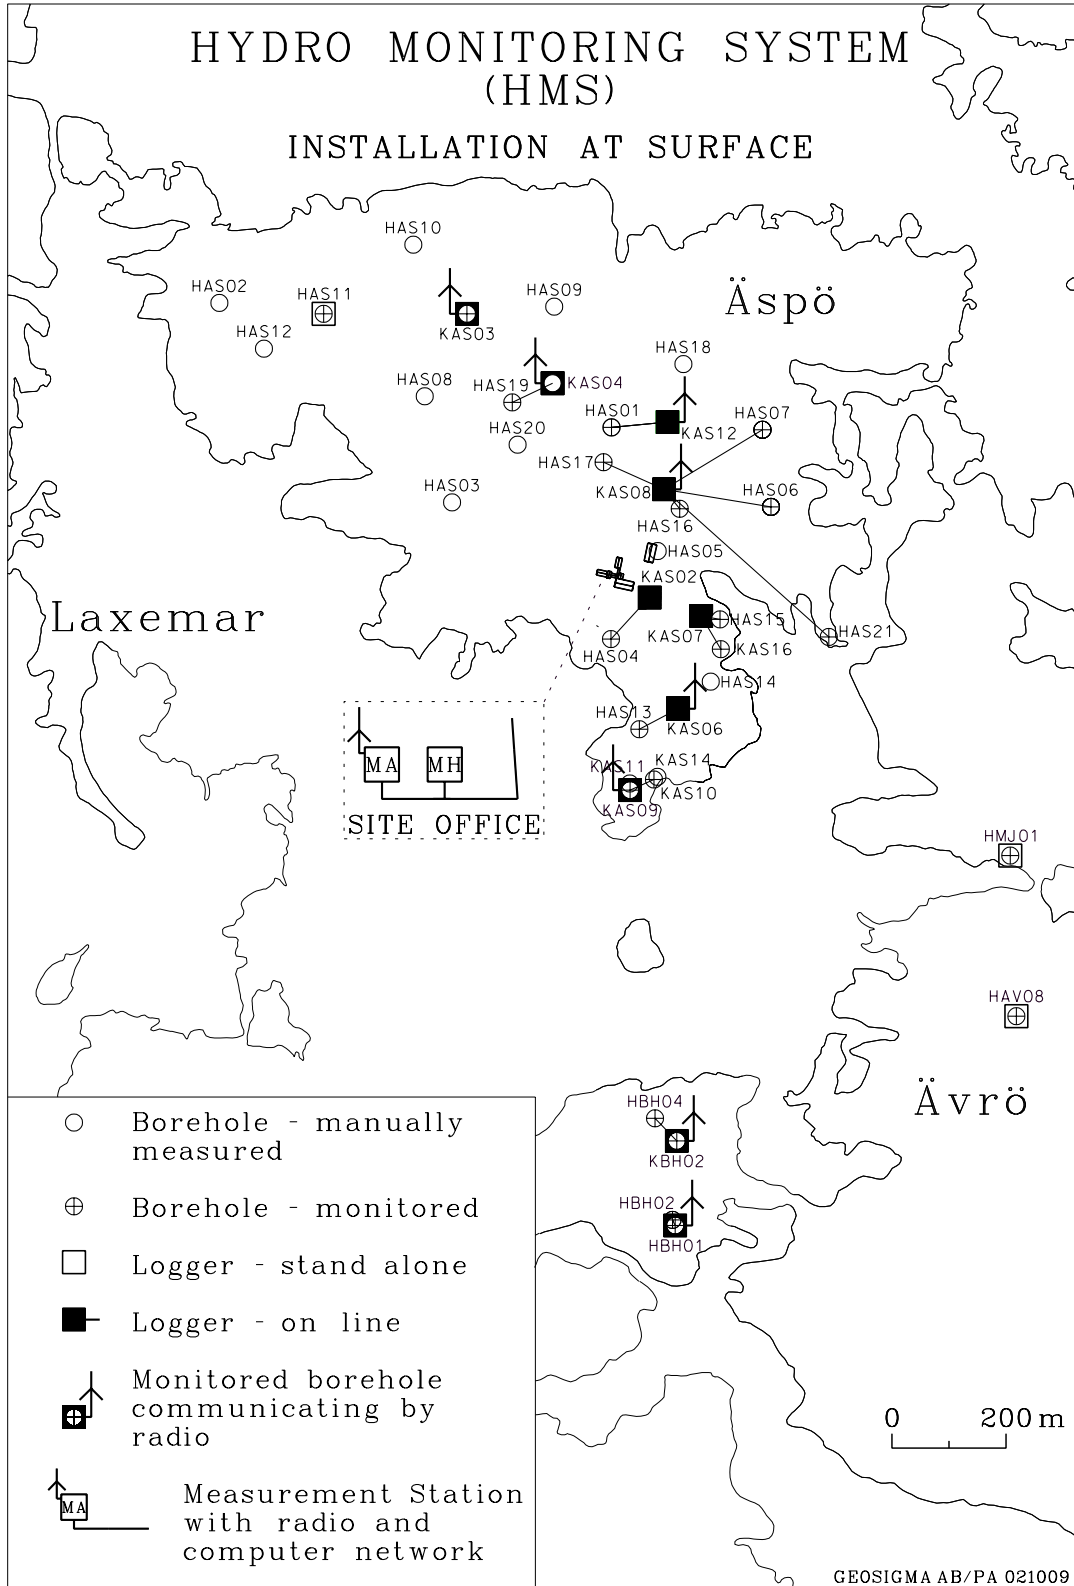 HYDRO MONITORING SYSTEM
(HMS)
INSTALLATION AT SURFACE
HAS10
HAS02
HAS11
HAS09
Äspö
KAS03
HAS12
HAS18
HAS08
HAS19
KAS04
HAS01
HAS07
KAS12
HAS20
HAS17
KAS08
HAS06
HAS03
HAS16
HAS05
KAS02
Laxemar
HAS15
HAS21
KAS07
HAS04
KAS16
HAS14
HAS13
KAS06
KAS14
KAS11
MA
MH
KAS10
KAS09
SITE OFFICE
HMJ01
HAV08
Ävrö
HBH04
KBH02
HBH02
HBH01
Borehole - manually
measured
Borehole - monitored
Logger - stand alone
Logger - on line
Monitored borehole
communicating by
radio
0 200 m
MA
Measurement Station
with radio and
computer network
GEOSIGMA AB/PA 021009